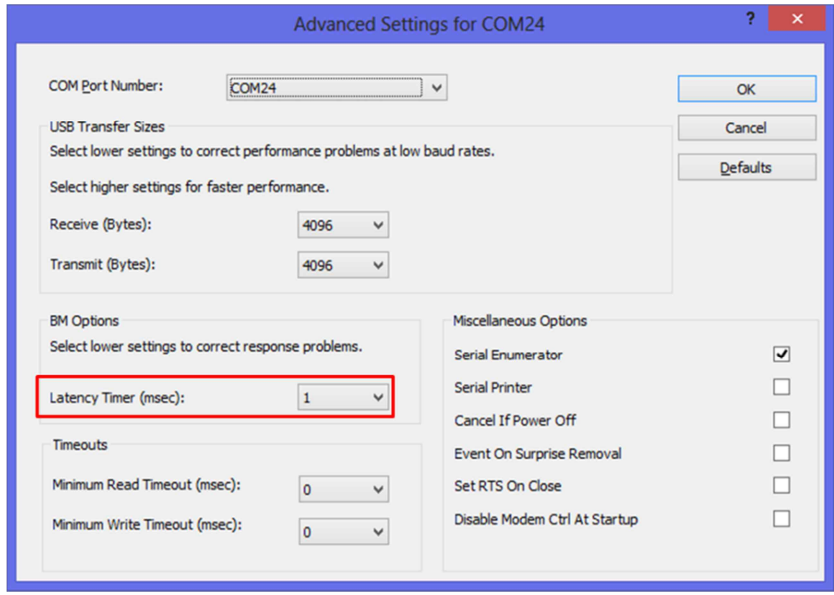 Advanced Settings for COM24
? ×
COM Port Number: COM24
OK
Cancel
Defaults
USB Transfer Sizes
Select lower settings to correct performance problems at low baud rates.
Select higher settings for faster performance.
Receive (Bytes): 4096
Transmit (Bytes): 4096
BM Options
Select lower settings to correct response problems.
Latency Timer (msec): 1
Timeouts
Minimum Read Timeout (msec): 0
Minimum Write Timeout (msec): 0
Miscellaneous Options
Serial Enumerator
Serial Printer
Cancel If Power Off
Event On Surprise Removal
Set RTS On Close
Disable Modem Ctrl At Startup